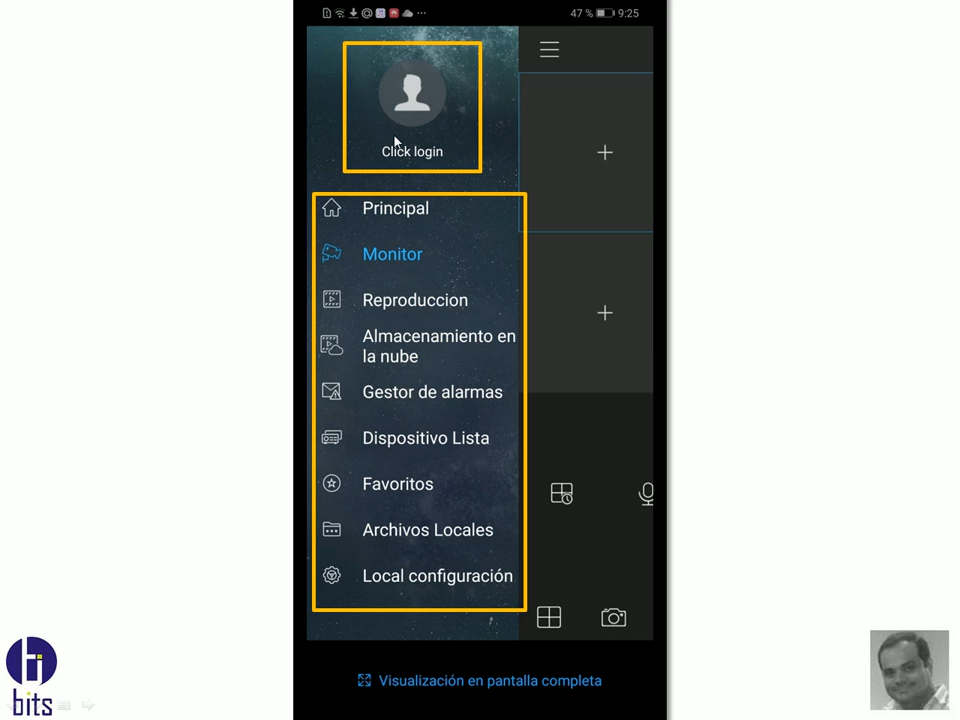 47 % 9:25
Click login
Principal
Monitor
Reproduccion
Almacenamiento en
la nube
Gestor de alarmas
Dispositivo Lista
Favoritos
Archivos Locales
Local configuración
Visualización en pantalla completa
bits